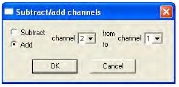 Subtract/add channels
Subtract from
channel 2 channel 1
Add to
OK Cancel